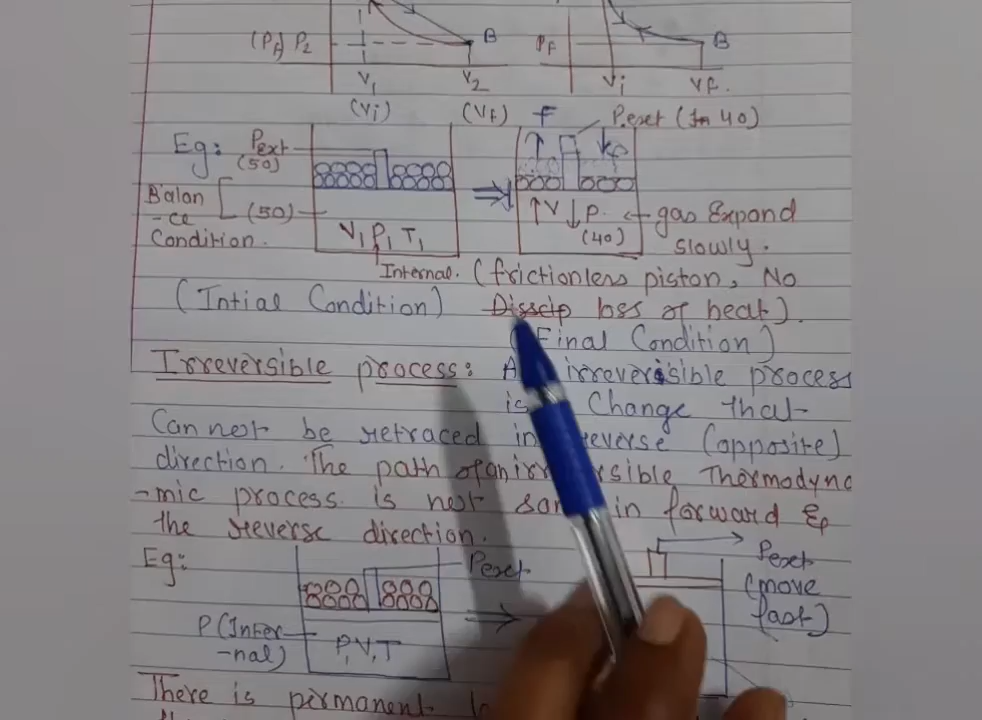 (Pf) P2 B Pf B
V1 V2 Vi Vf.
(Vi) (Vf) F Pext (In 40)
Eg: Pext
(50)
Balan [ (50)
-ce
Condition.
V1 P1 T1
Internal.
↑V ↓P. ← gas Expand
(40) slowly.
(frictionless piston, No
(Intial Condition) loss of heat).
(Final Condition)
Irreversible process: irreversible process
is Change that
Can not be retraced in reverse (opposite)
direction. The path of an Thermodyna
-mic process is not in forward &
the reverse direction.
Eg: Pext Pext
(move
fast)
P(Inter
-nal)
P,V,T
There is permanent